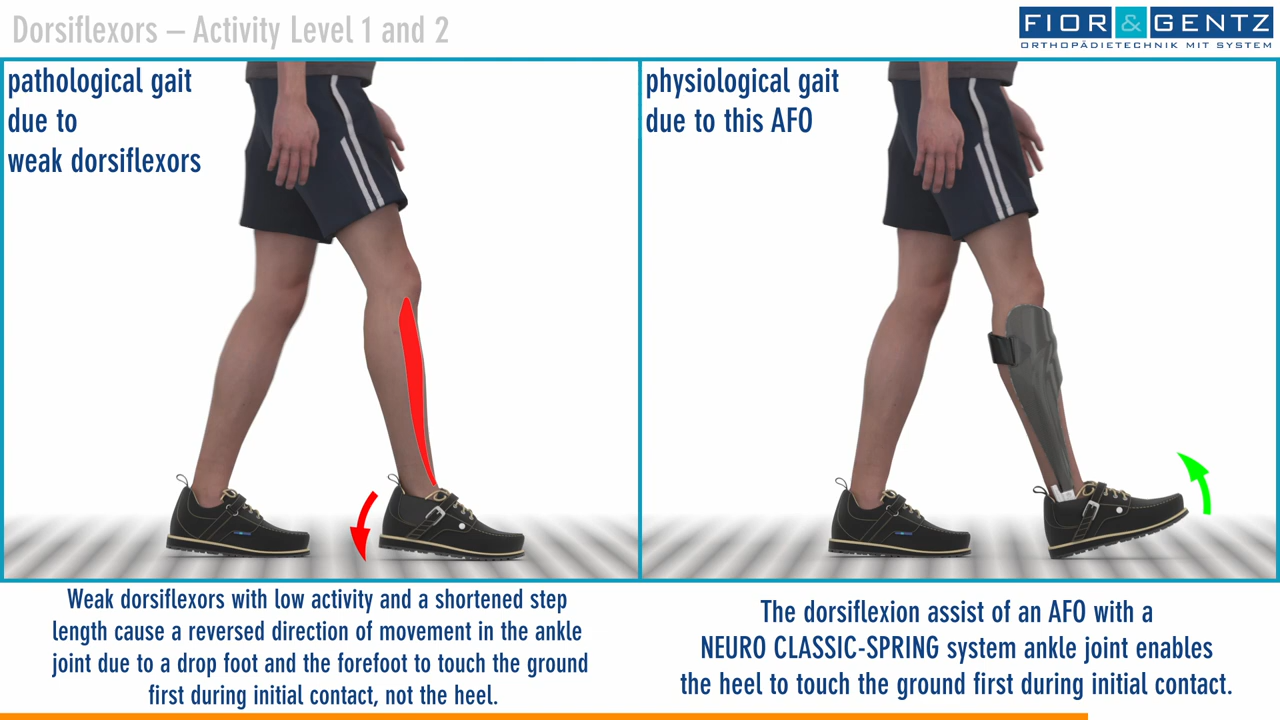 Dorsiflexors – Activity Level 1 and 2
FIOR & GENTZ
ORTHOPÄDIETECHNIK MIT SYSTEM
pathological gait
due to
weak dorsiflexors
physiological gait
due to this AFO
Weak dorsiflexors with low activity and a shortened step
length cause a reversed direction of movement in the ankle
joint due to a drop foot and the forefoot to touch the ground
first during initial contact, not the heel.
The dorsiflexion assist of an AFO with a
NEURO CLASSIC-SPRING system ankle joint enables
the heel to touch the ground first during initial contact.